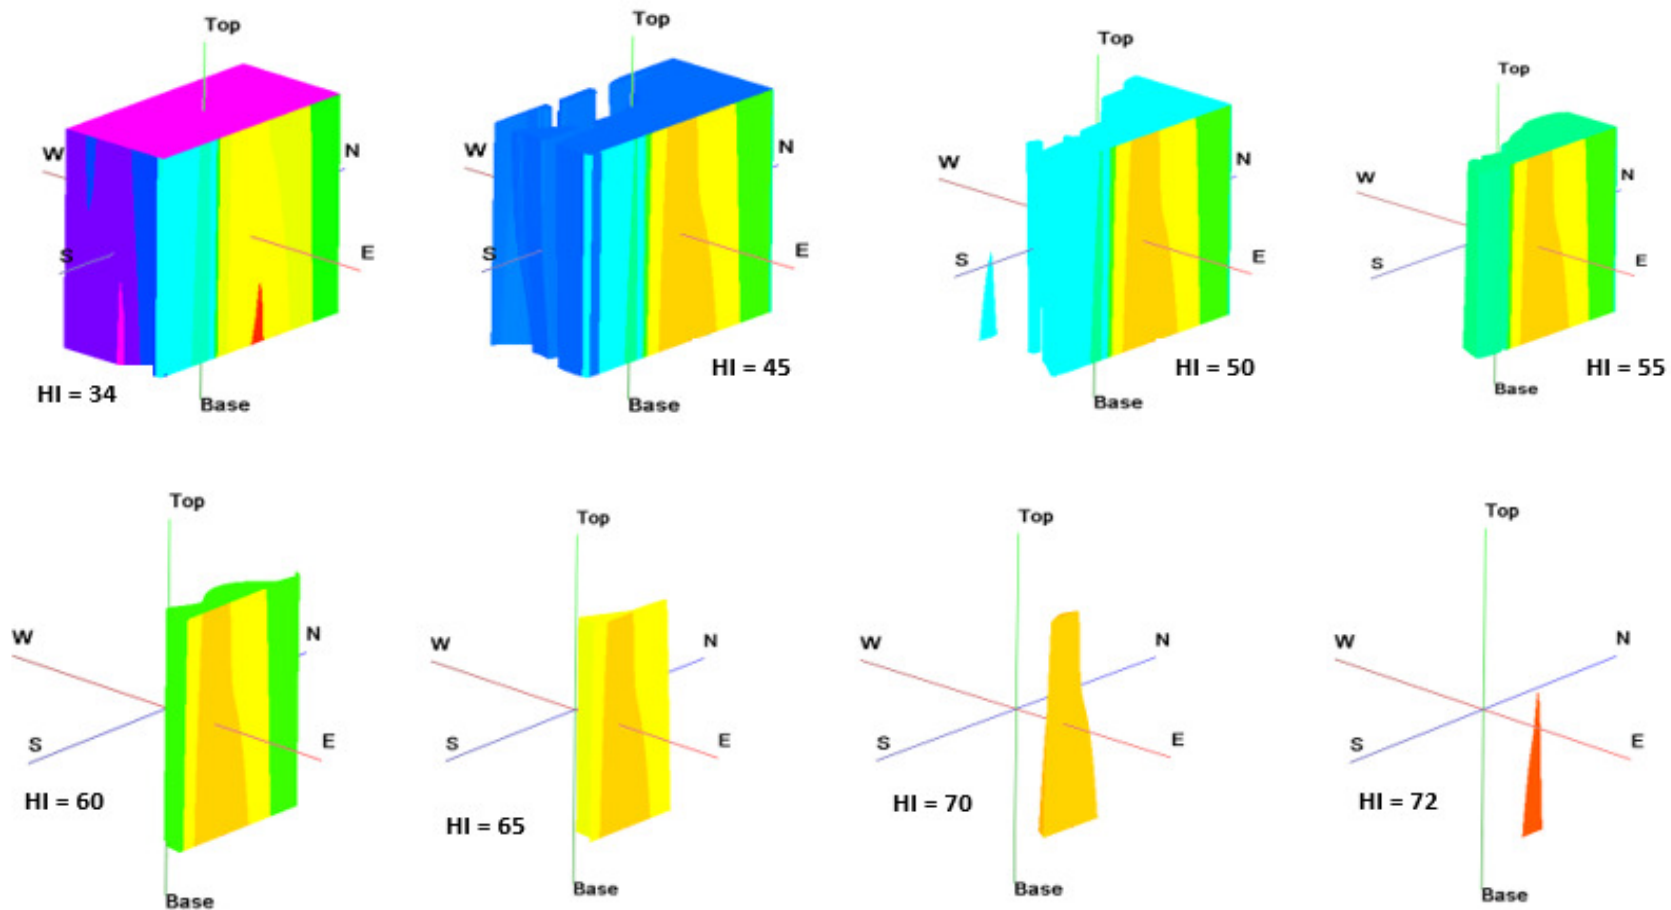 Top
W
N
S
E
HI = 34
Base
Top
W
N
S
E
HI = 45
Base
Top
W
N
S
E
HI = 50
Base
Top
W
N
S
E
HI = 55
Base
Top
W
N
S
E
HI = 60
Base
Top
W
N
S
E
HI = 65
Base
Top
W
N
S
E
HI = 70
Base
Top
W
N
S
E
HI = 72
Base